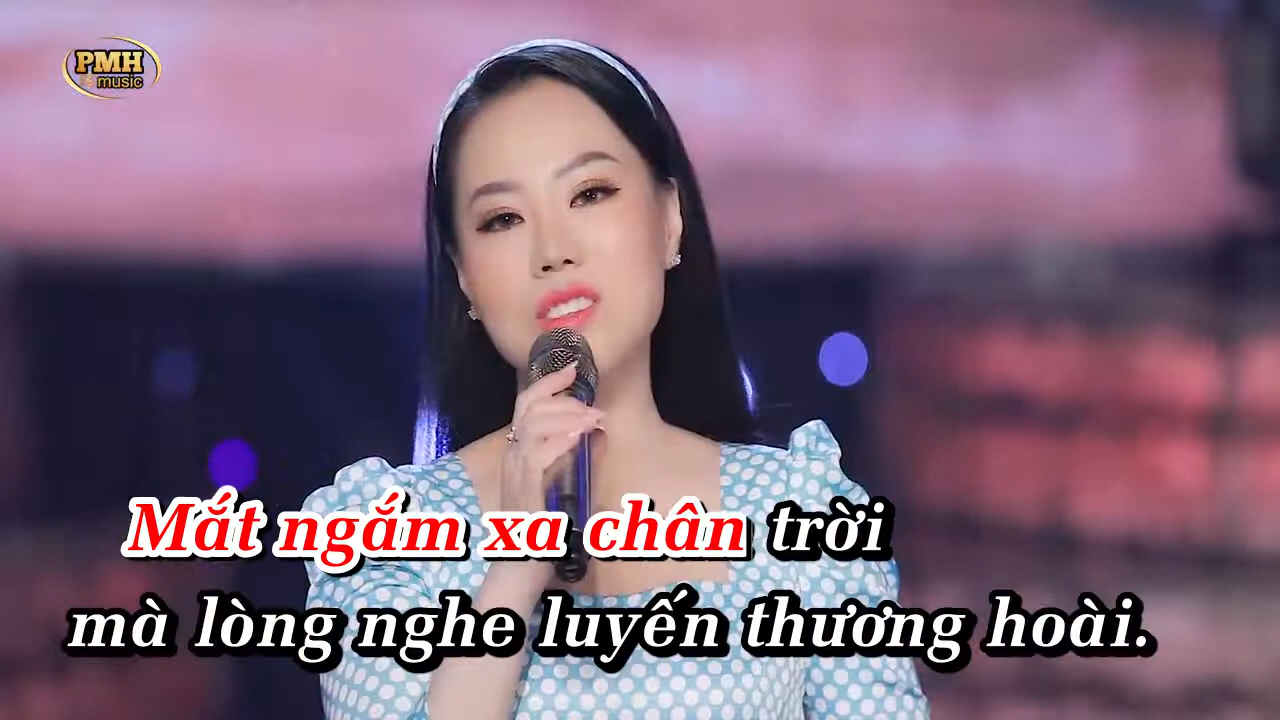 PMH
music
Mắt ngắm xa chân trời
mà lòng nghe luyến thương hoài.